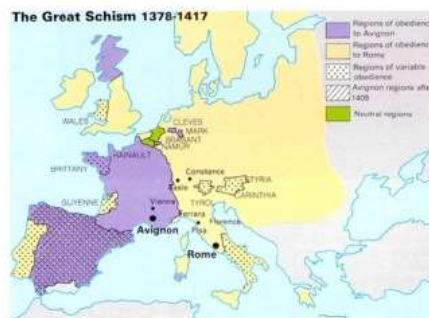 The Great Schism 1378-1417
Regions of obedience
to Avignon
Regions of obedience
to Rome
Regions of variable
obedience
Avignon regions after
1409
Neutral regions
WALES
CLEVES
MARK
BRABANT
NAMUR
HAINAULT
BRITTANY
Constance
Basle
STYRIA
CARINTHIA
TYROL
GUYENNE
Vienne
Ferrara
Florence
Avignon
Pisa
Rome